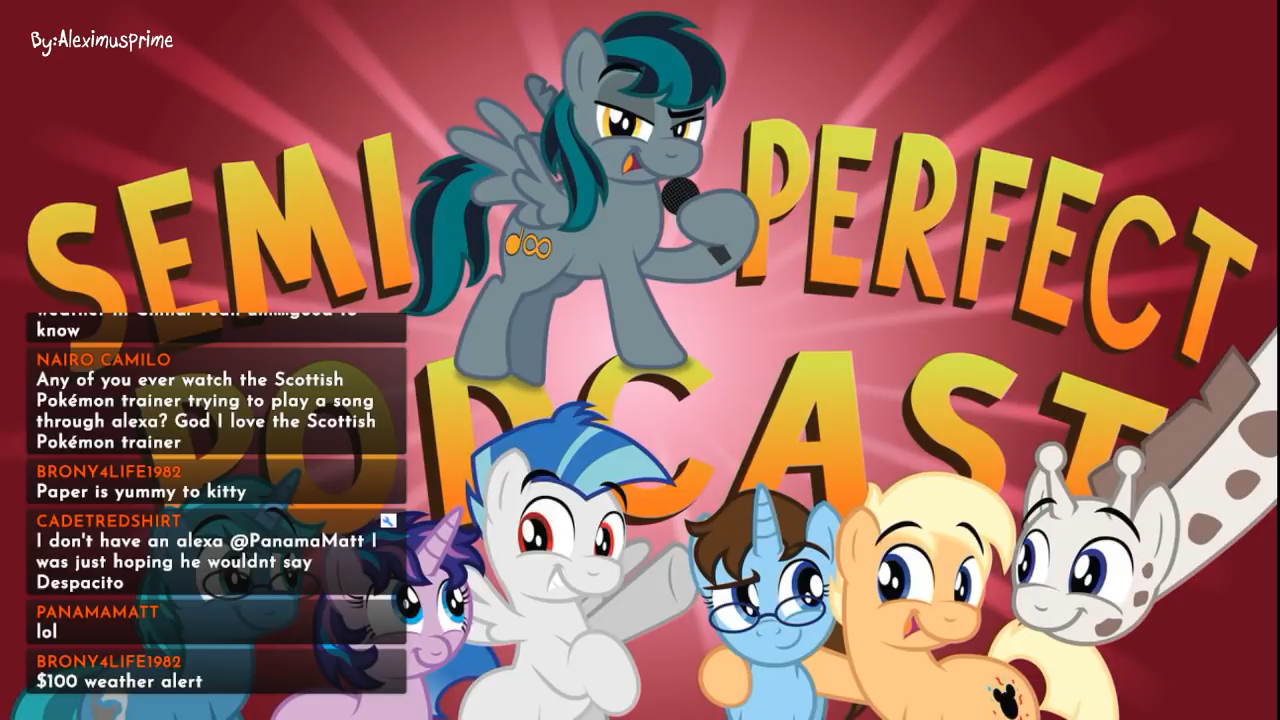 By:Aleximusprime
SEMI PERFECT
PODCAST
know
NAIRO CAMILO
Any of you ever watch the Scottish
Pokémon trainer trying to play a song
through alexa? God I love the Scottish
Pokémon trainer
BRONY4LIFE1982
Paper is yummy to kitty
CADETREDSHIRT
I don't have an alexa @PanamaMatt I
was just hoping he wouldnt say
Despacito
PANAMAMATT
lol
BRONY4LIFE1982
$100 weather alert